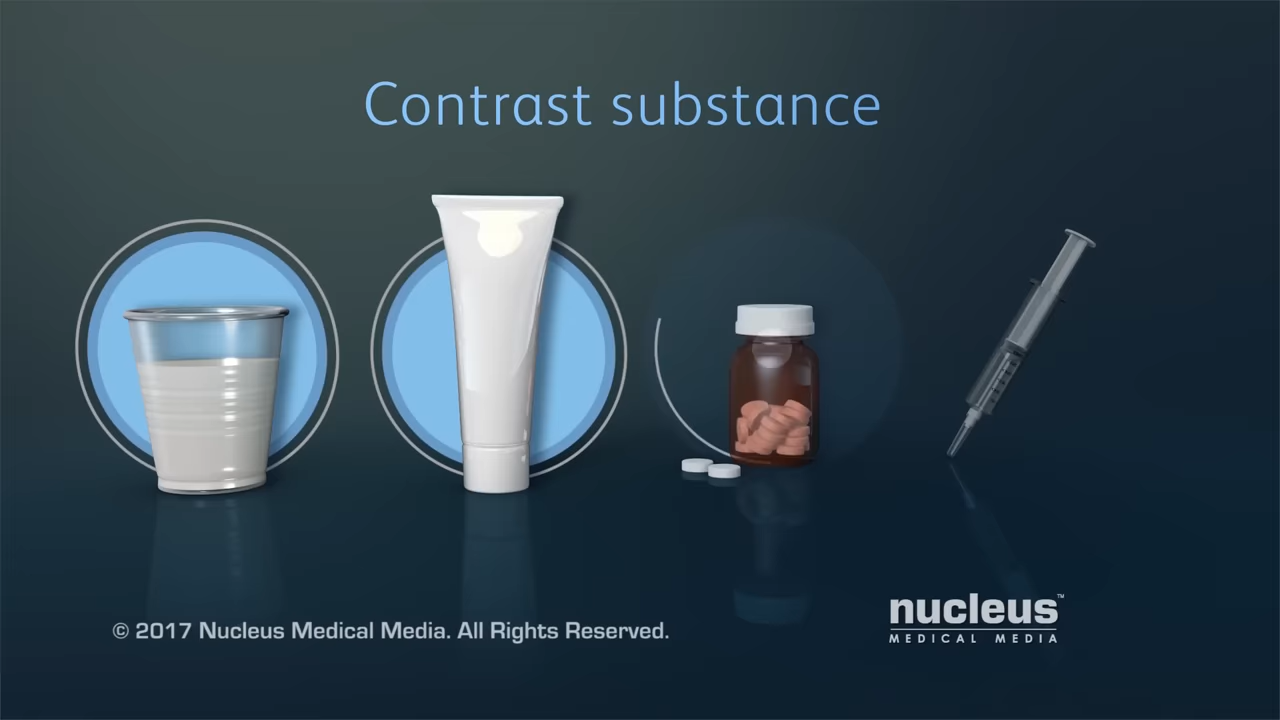 Contrast substance
© 2017 Nucleus Medical Media. All Rights Reserved.
nucleus™
MEDICAL MEDIA